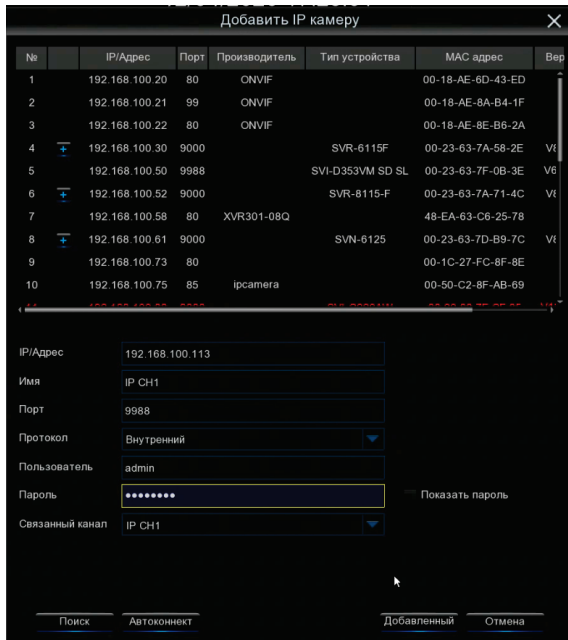 Добавить IP камеру
№ IP/Адрес Порт Производитель Тип устройства MAC адрес Вер
1 192.168.100.20 80 ONVIF 00-18-AE-6D-43-ED
2 192.168.100.21 99 ONVIF 00-18-AE-8A-B4-1F
3 192.168.100.22 80 ONVIF 00-18-AE-8E-B6-2A
4 192.168.100.30 9000 SVR-6115F 00-23-63-7A-58-2E V8
5 192.168.100.50 9988 SVI-D353VM SD SL 00-23-63-7F-0B-3E V6
6 192.168.100.52 9000 SVR-8115-F 00-23-63-7A-71-4C V8
7 192.168.100.58 80 XVR301-08Q 48-EA-63-C6-25-78
8 192.168.100.61 9000 SVN-6125 00-23-63-7D-B9-7C V8
9 192.168.100.73 80 00-1C-27-FC-8F-8E
10 192.168.100.75 85 ipcamera 00-50-C2-8F-AB-69
IP/Адрес 192.168.100.113
Имя IP CH1
Порт 9988
Протокол Внутренний
Пользователь admin
Пароль ●●●●●●●● Показать пароль
Связанный канал IP CH1
Поиск Автоконнект Добавленный Отмена